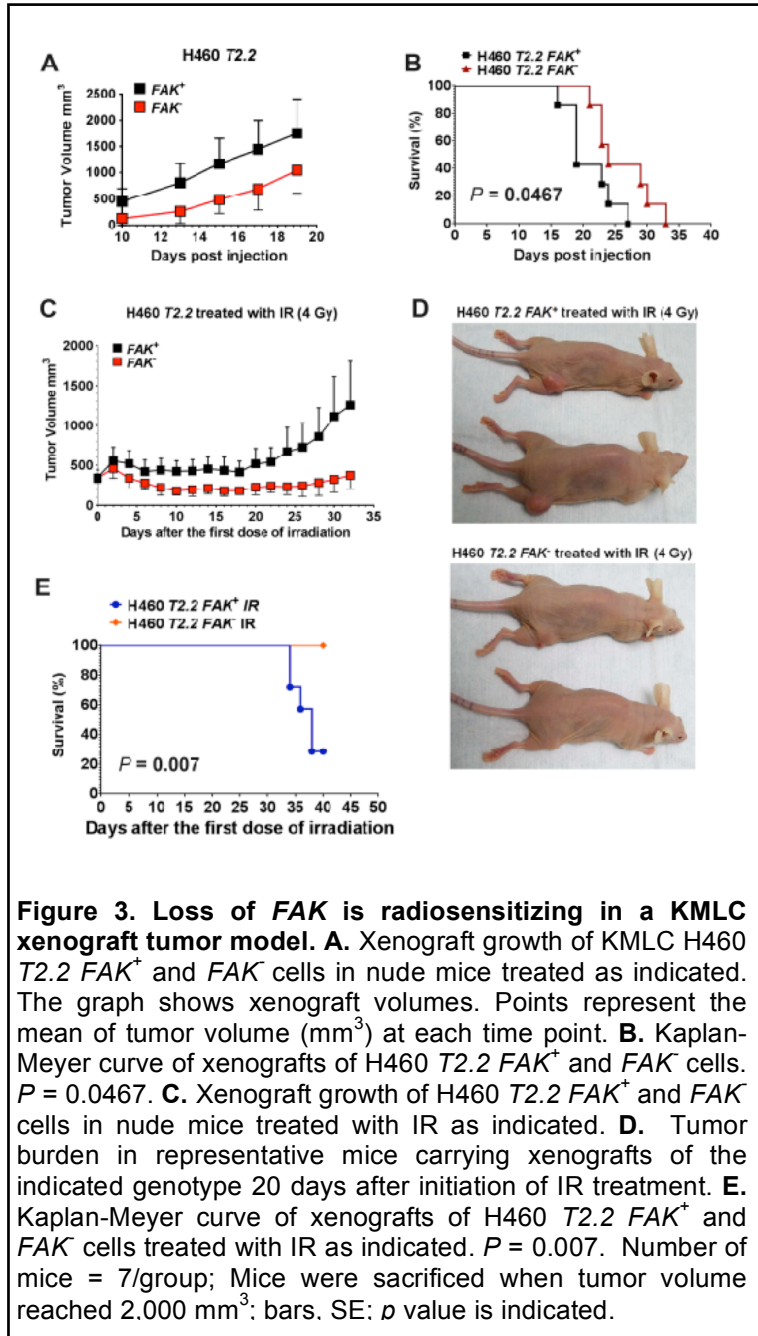 A
H460 T2.2
FAK⁺
FAK⁻
Tumor Volume mm³
2500
2000
1500
1000
500
0
10 12 14 16 18 20
Days post injection
B
H460 T2.2 FAK⁺
H460 T2.2 FAK⁻
Survival (%)
100
80
60
40
20
0
P = 0.0467
0 5 10 15 20 25 30 35 40
Days post injection
C
H460 T2.2 treated with IR (4 Gy)
FAK⁺
FAK⁻
Tumor Volume mm³
2000
1500
1000
500
0
0 5 10 15 20 25 30 35
Days after the first dose of irradiation
D
H460 T2.2 FAK⁺ treated with IR (4 Gy)
H460 T2.2 FAK⁻ treated with IR (4 Gy)
E
H460 T2.2 FAK⁺ IR
H460 T2.2 FAK⁻ IR
Survival (%)
100
80
60
40
20
0
P = 0.007
0 5 10 15 20 25 30 35 40 45 50
Days after the first dose of irradiation
Figure 3. Loss of FAK is radiosensitizing in a KMLC
xenograft tumor model. A. Xenograft growth of KMLC H460
T2.2 FAK⁺ and FAK⁻ cells in nude mice treated as indicated.
The graph shows xenograft volumes. Points represent the
mean of tumor volume (mm³) at each time point. B. Kaplan-
Meyer curve of xenografts of H460 T2.2 FAK⁺ and FAK⁻ cells.
P = 0.0467. C. Xenograft growth of H460 T2.2 FAK⁺ and FAK⁻
cells in nude mice treated with IR as indicated. D. Tumor
burden in representative mice carrying xenografts of the
indicated genotype 20 days after initiation of IR treatment. E.
Kaplan-Meyer curve of xenografts of H460 T2.2 FAK⁺ and
FAK⁻ cells treated with IR as indicated. P = 0.007. Number of
mice = 7/group; Mice were sacrificed when tumor volume
reached 2,000 mm³; bars, SE; p value is indicated.